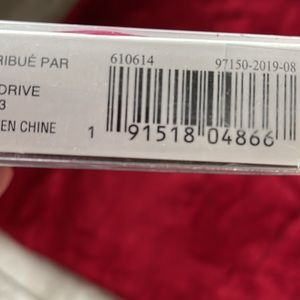 RIBUÉ PAR
610614 97150-2019-08
DRIVE
3
EN CHINE
1 91518 04866